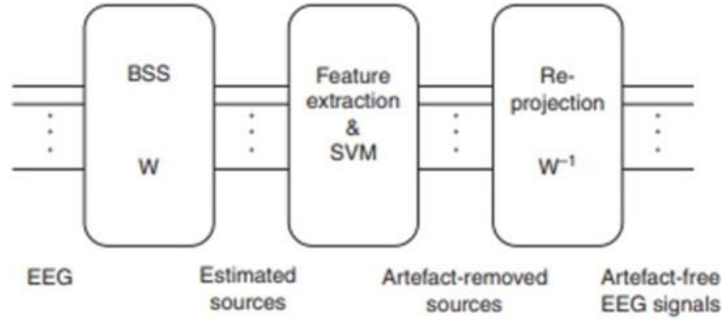 BSS
W
Feature
extraction
&
SVM
Re-
projection
W⁻¹
EEG
Estimated
sources
Artefact-removed
sources
Artefact-free
EEG signals